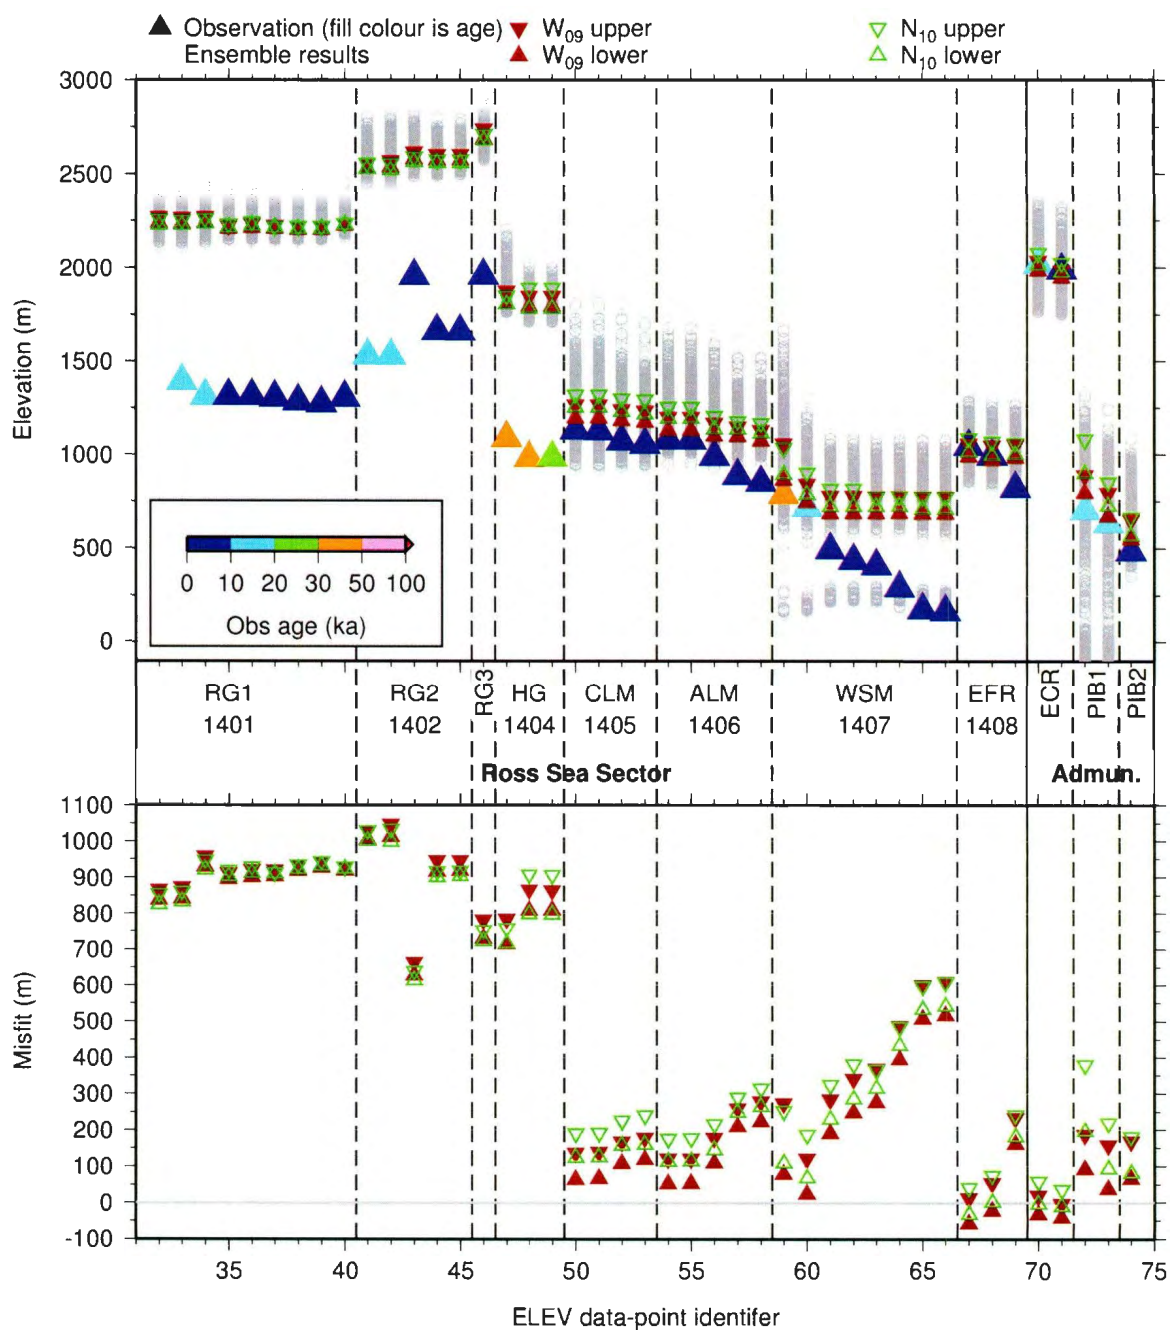 Observation (fill colour is age) W09 upper N10 upper
Ensemble results W09 lower N10 lower
3000
2500
2000
1500
1000
500
0
Elevation (m)
0 10 20 30 50 100
Obs age (ka)
RG1 RG2 RG3 HG CLM ALM WSM EFR ECR PIB1 PIB2
1401 1402 1404 1405 1406 1407 1408
Ross Sea Sector Admun.
1100
1000
900
800
700
600
500
400
300
200
100
0
-100
Misfit (m)
35 40 45 50 55 60 65 70 75
ELEV data-point identifer